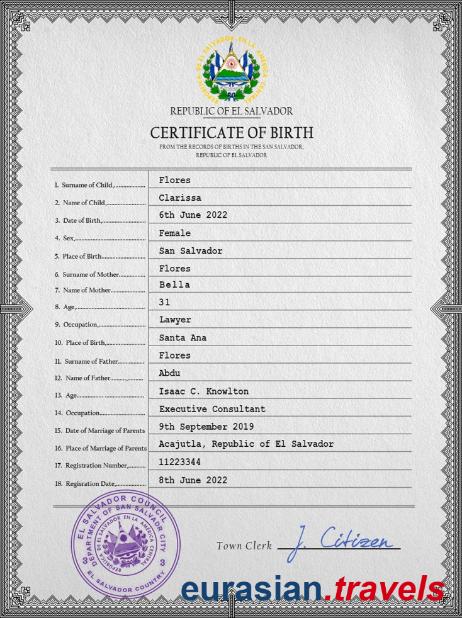 REPUBLIC OF EL SALVADOR
CERTIFICATE OF BIRTH
FROM THE RECORDS OF BIRTHS IN THE SAN SALVADOR,
REPUBLIC OF EL SALVADOR
1. Surname of Child, Flores
2. Name of Child, Clarissa
3. Date of Birth, 6th June 2022
4. Sex, Female
5. Place of Birth San Salvador
6. Surname of Mother Flores
7. Name of Mother Bella
8. Age, 31
9. Occupation, Lawyer
10. Place of Birth, Santa Ana
11. Surname of Father Flores
12. Name of Father Abdu
13. Age Isaac C. Knowlton
14. Occupation, Executive Consultant
15. Date of Marriage of Parents 9th September 2019
16. Place of Marriage of Parents Acajutla, Republic of El Salvador
17. Registration Number, 11223344
18. Regisration Date, 8th June 2022
EL SALVADOR COUNCIL
DEPARTMENT OF SAN SALVADOR CITY
EL SALVADOR COUNTRY
Town Clerk J. Citizen
eurasian.travels